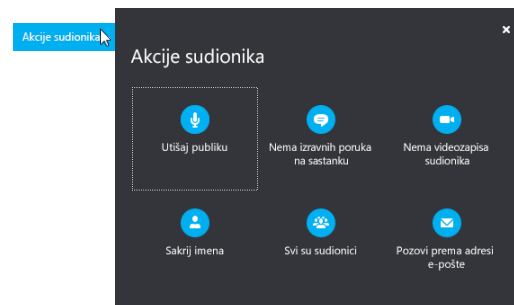 Akcije sudionika
Akcije sudionika
Utišaj publiku
Nema izravnih poruka
na sastanku
Nema videozapisa
sudionika
Sakrij imena
Svi su sudionici
Pozovi prema adresi
e-pošte